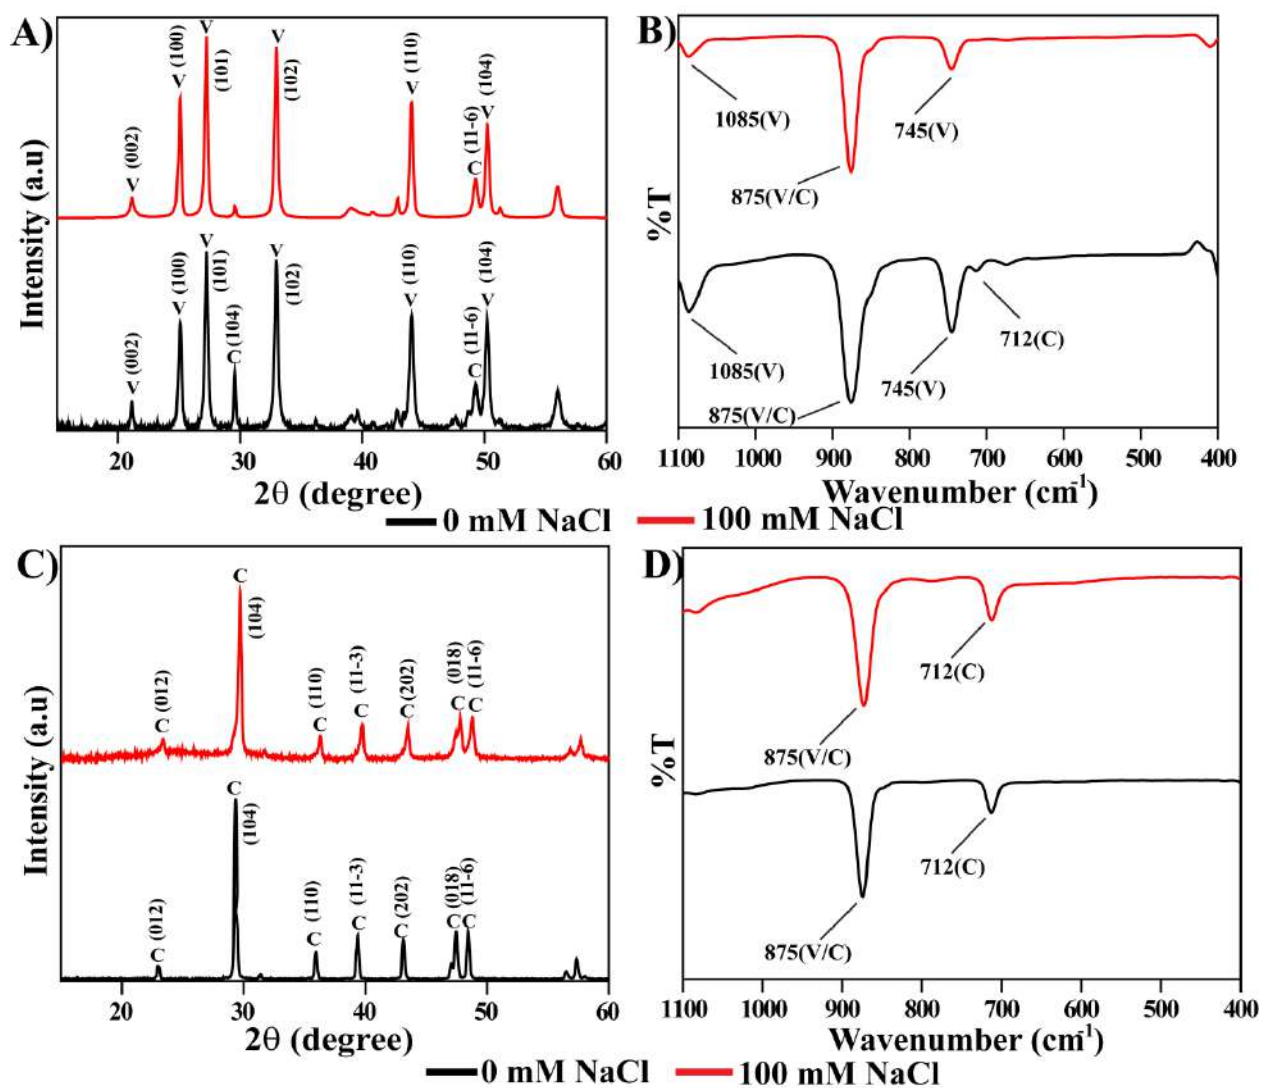 A)
Intensity (a.u)
V (002)
V (100)
V
(101)
V
(102)
V (110)
C (11-6)
V (104)
V (002)
V (100)
V
(101)
C (104)
V
(102)
V (110)
C (11-6)
V (104)
20 30 40 50 60
2θ (degree)
B)
%T
1085(V)
875(V/C)
745(V)
1085(V)
875(V/C)
745(V)
712(C)
1100 1000 900 800 700 600 500 400
Wavenumber (cm-1)
0 mM NaCl 100 mM NaCl
C)
Intensity (a.u)
C (012)
C
(104)
C (110)
C (11-3)
C (202)
C (018)
C (11-6)
C (012)
C
(104)
C (110)
C (11-3)
C (202)
C (018)
C (11-6)
20 30 40 50 60
2θ (degree)
D)
%T
875(V/C)
712(C)
875(V/C)
712(C)
1100 1000 900 800 700 600 500 400
Wavenumber (cm-1)
0 mM NaCl 100 mM NaCl